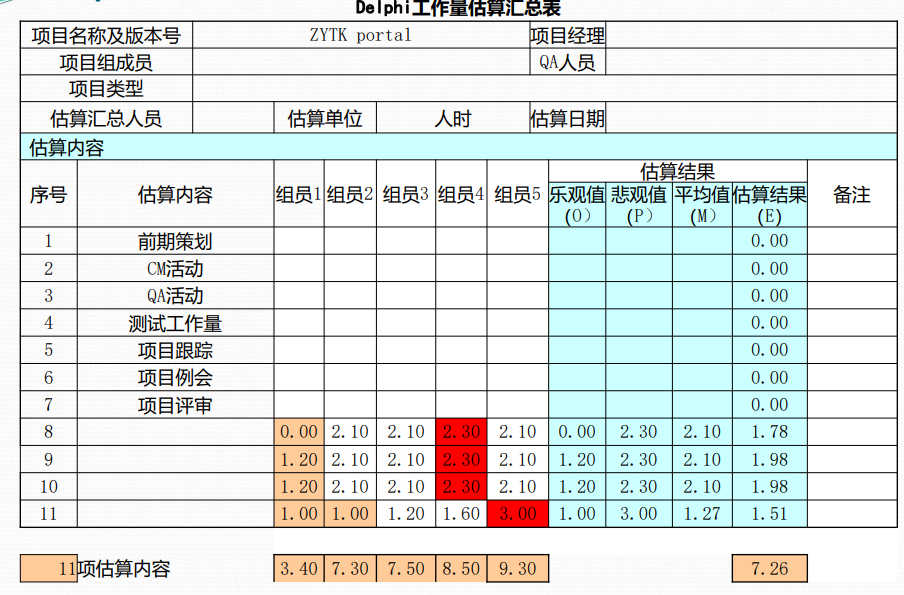 Delphi工作量估算汇总表
项目名称及版本号 ZYTK portal 项目经理
项目组成员 QA人员
项目类型
估算汇总人员 估算单位 人时 估算日期
估算内容
序号 估算内容 组员1 组员2 组员3 组员4 组员5 估算结果 备注
乐观值 悲观值 平均值 估算结果
(O) (P) (M) (E)
1 前期策划 0.00
2 CM活动 0.00
3 QA活动 0.00
4 测试工作量 0.00
5 项目跟踪 0.00
6 项目例会 0.00
7 项目评审 0.00
8 0.00 2.10 2.10 2.30 2.10 0.00 2.30 2.10 1.78
9 1.20 2.10 2.10 2.30 2.10 1.20 2.30 2.10 1.98
10 1.20 2.10 2.10 2.30 2.10 1.20 2.30 2.10 1.98
11 1.00 1.00 1.20 1.60 3.00 1.00 3.00 1.27 1.51
11项估算内容 3.40 7.30 7.50 8.50 9.30 7.26